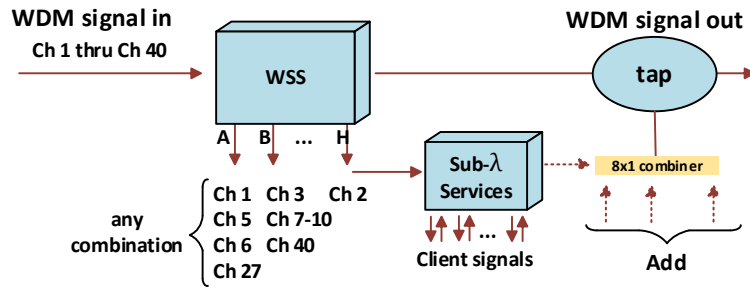 WDM signal in
WDM signal out
Ch 1 thru Ch 40
WSS
tap
A B ... H
Sub-λ
Services
8x1 combiner
Ch 1 Ch 3 Ch 2
any
combination
Ch 5 Ch 7-10
Ch 6 Ch 40
Ch 27
...
Client signals
Add